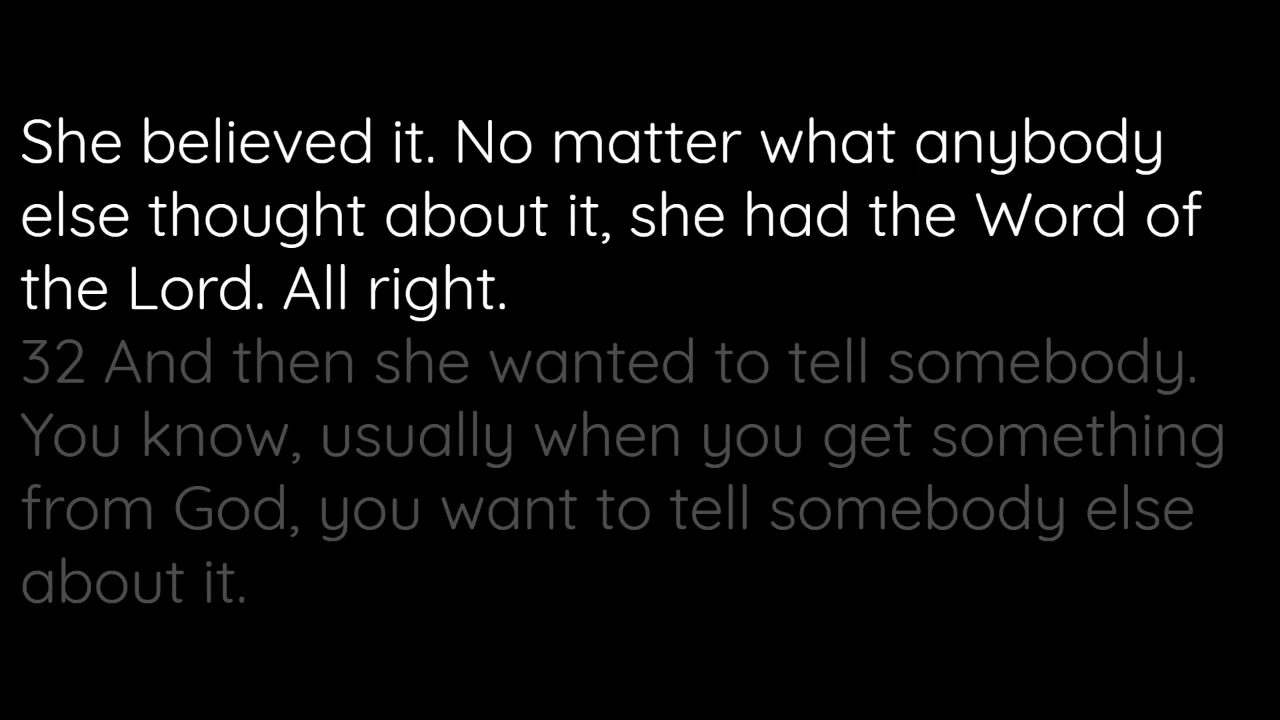 She believed it. No matter what anybody
else thought about it, she had the Word of
the Lord. All right.
32 And then she wanted to tell somebody.
You know, usually when you get something
from God, you want to tell somebody else
about it.